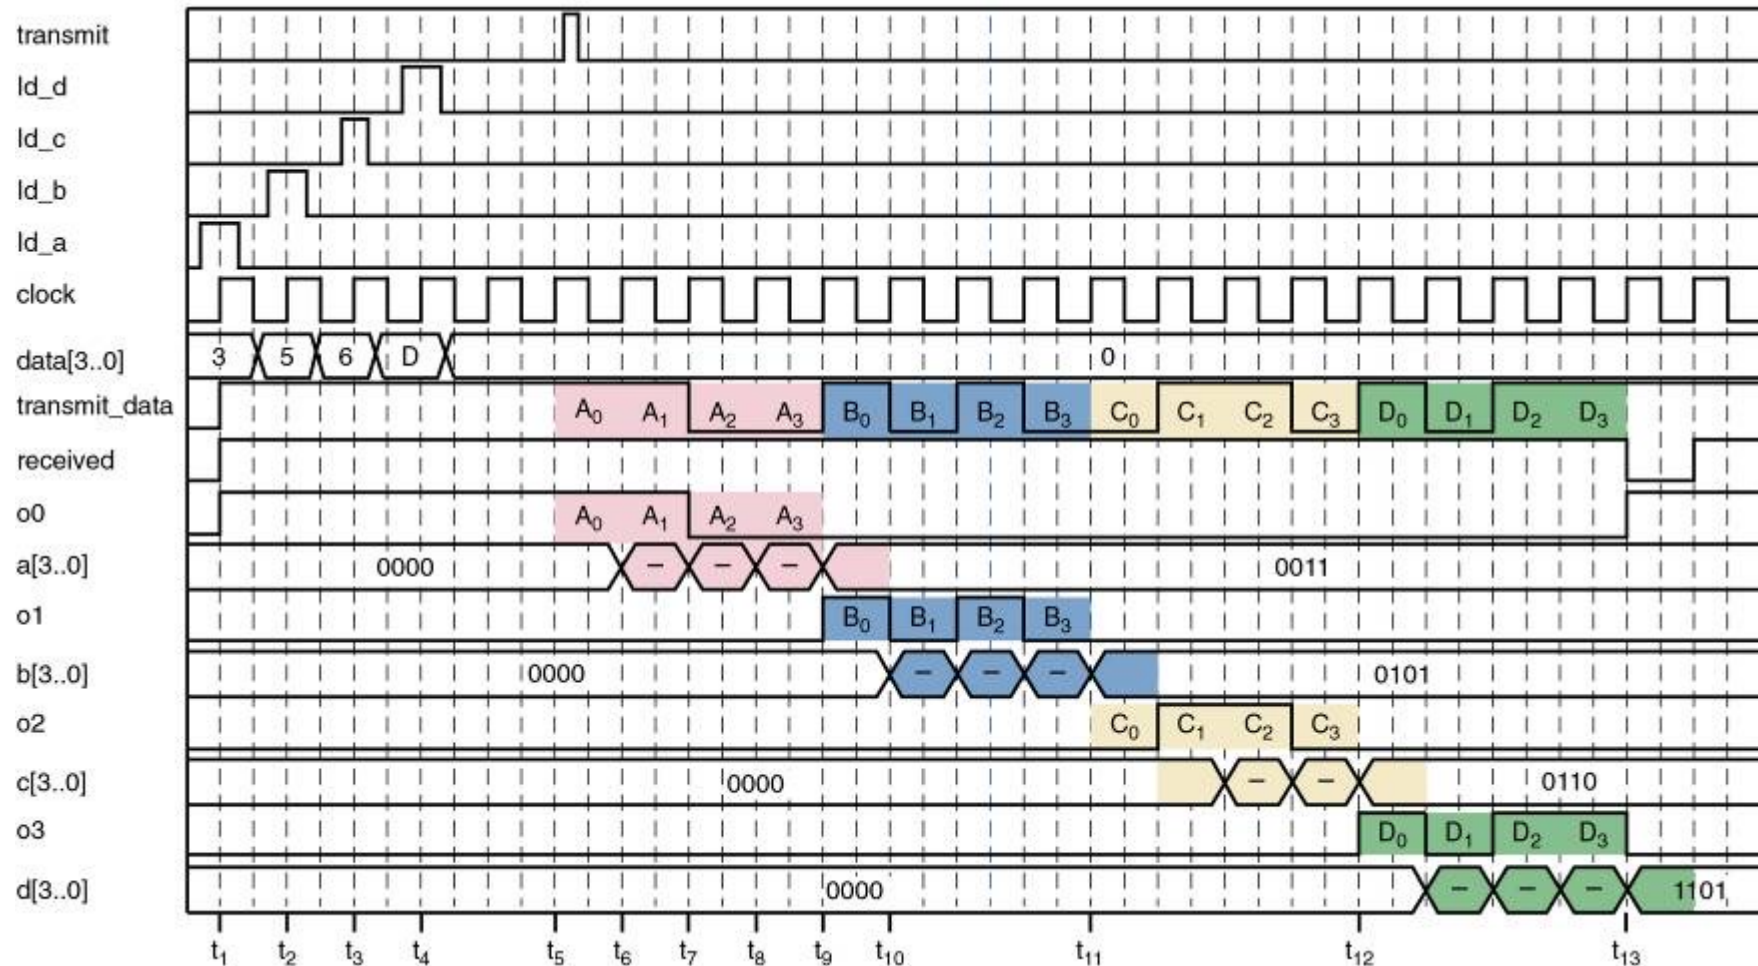 transmit
ld_d
ld_c
ld_b
ld_a
clock
data[3..0] 3 5 6 D 0
transmit_data A₀ A₁ A₂ A₃ B₀ B₁ B₂ B₃ C₀ C₁ C₂ C₃ D₀ D₁ D₂ D₃
received
o0 A₀ A₁ A₂ A₃
a[3..0] 0000 – – – 0011
o1 B₀ B₁ B₂ B₃
b[3..0] 0000 – – – 0101
o2 C₀ C₁ C₂ C₃
c[3..0] 0000 – – 0110
o3 D₀ D₁ D₂ D₃
d[3..0] 0000 – – – 1101
t₁ t₂ t₃ t₄ t₅ t₆ t₇ t₈ t₉ t₁₀ t₁₁ t₁₂ t₁₃